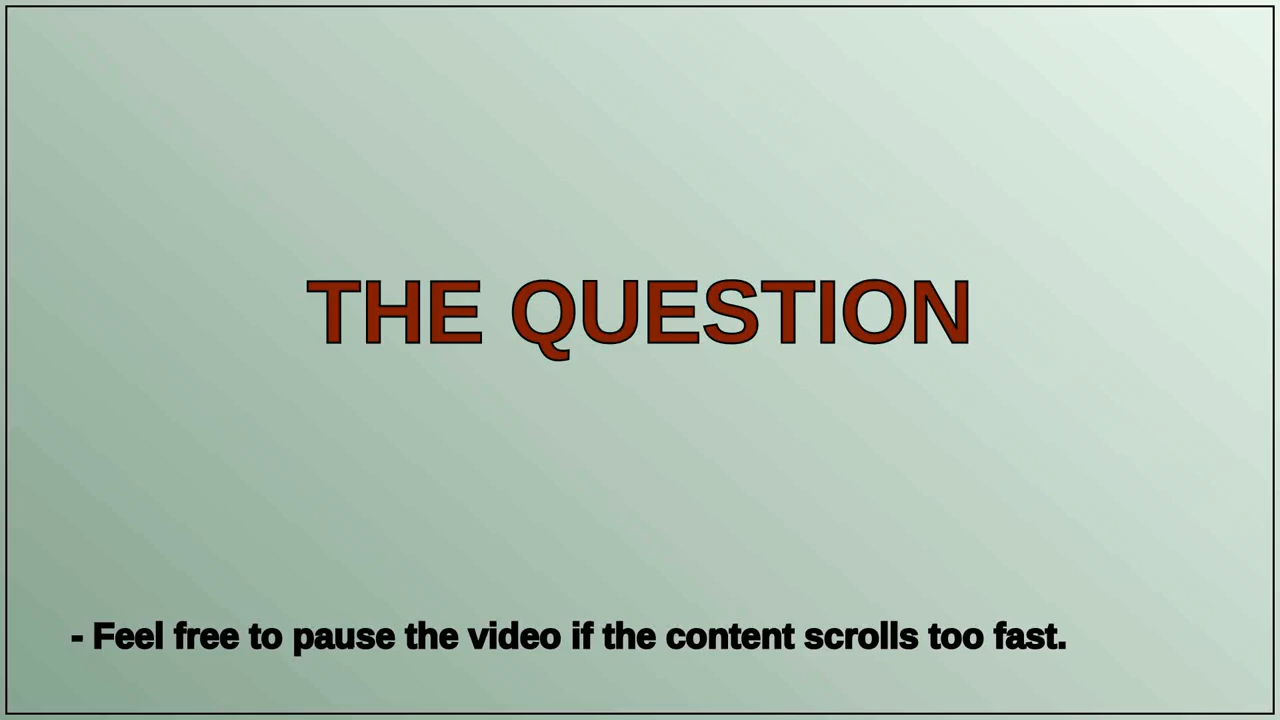 THE QUESTION
- Feel free to pause the video if the content scrolls too fast.